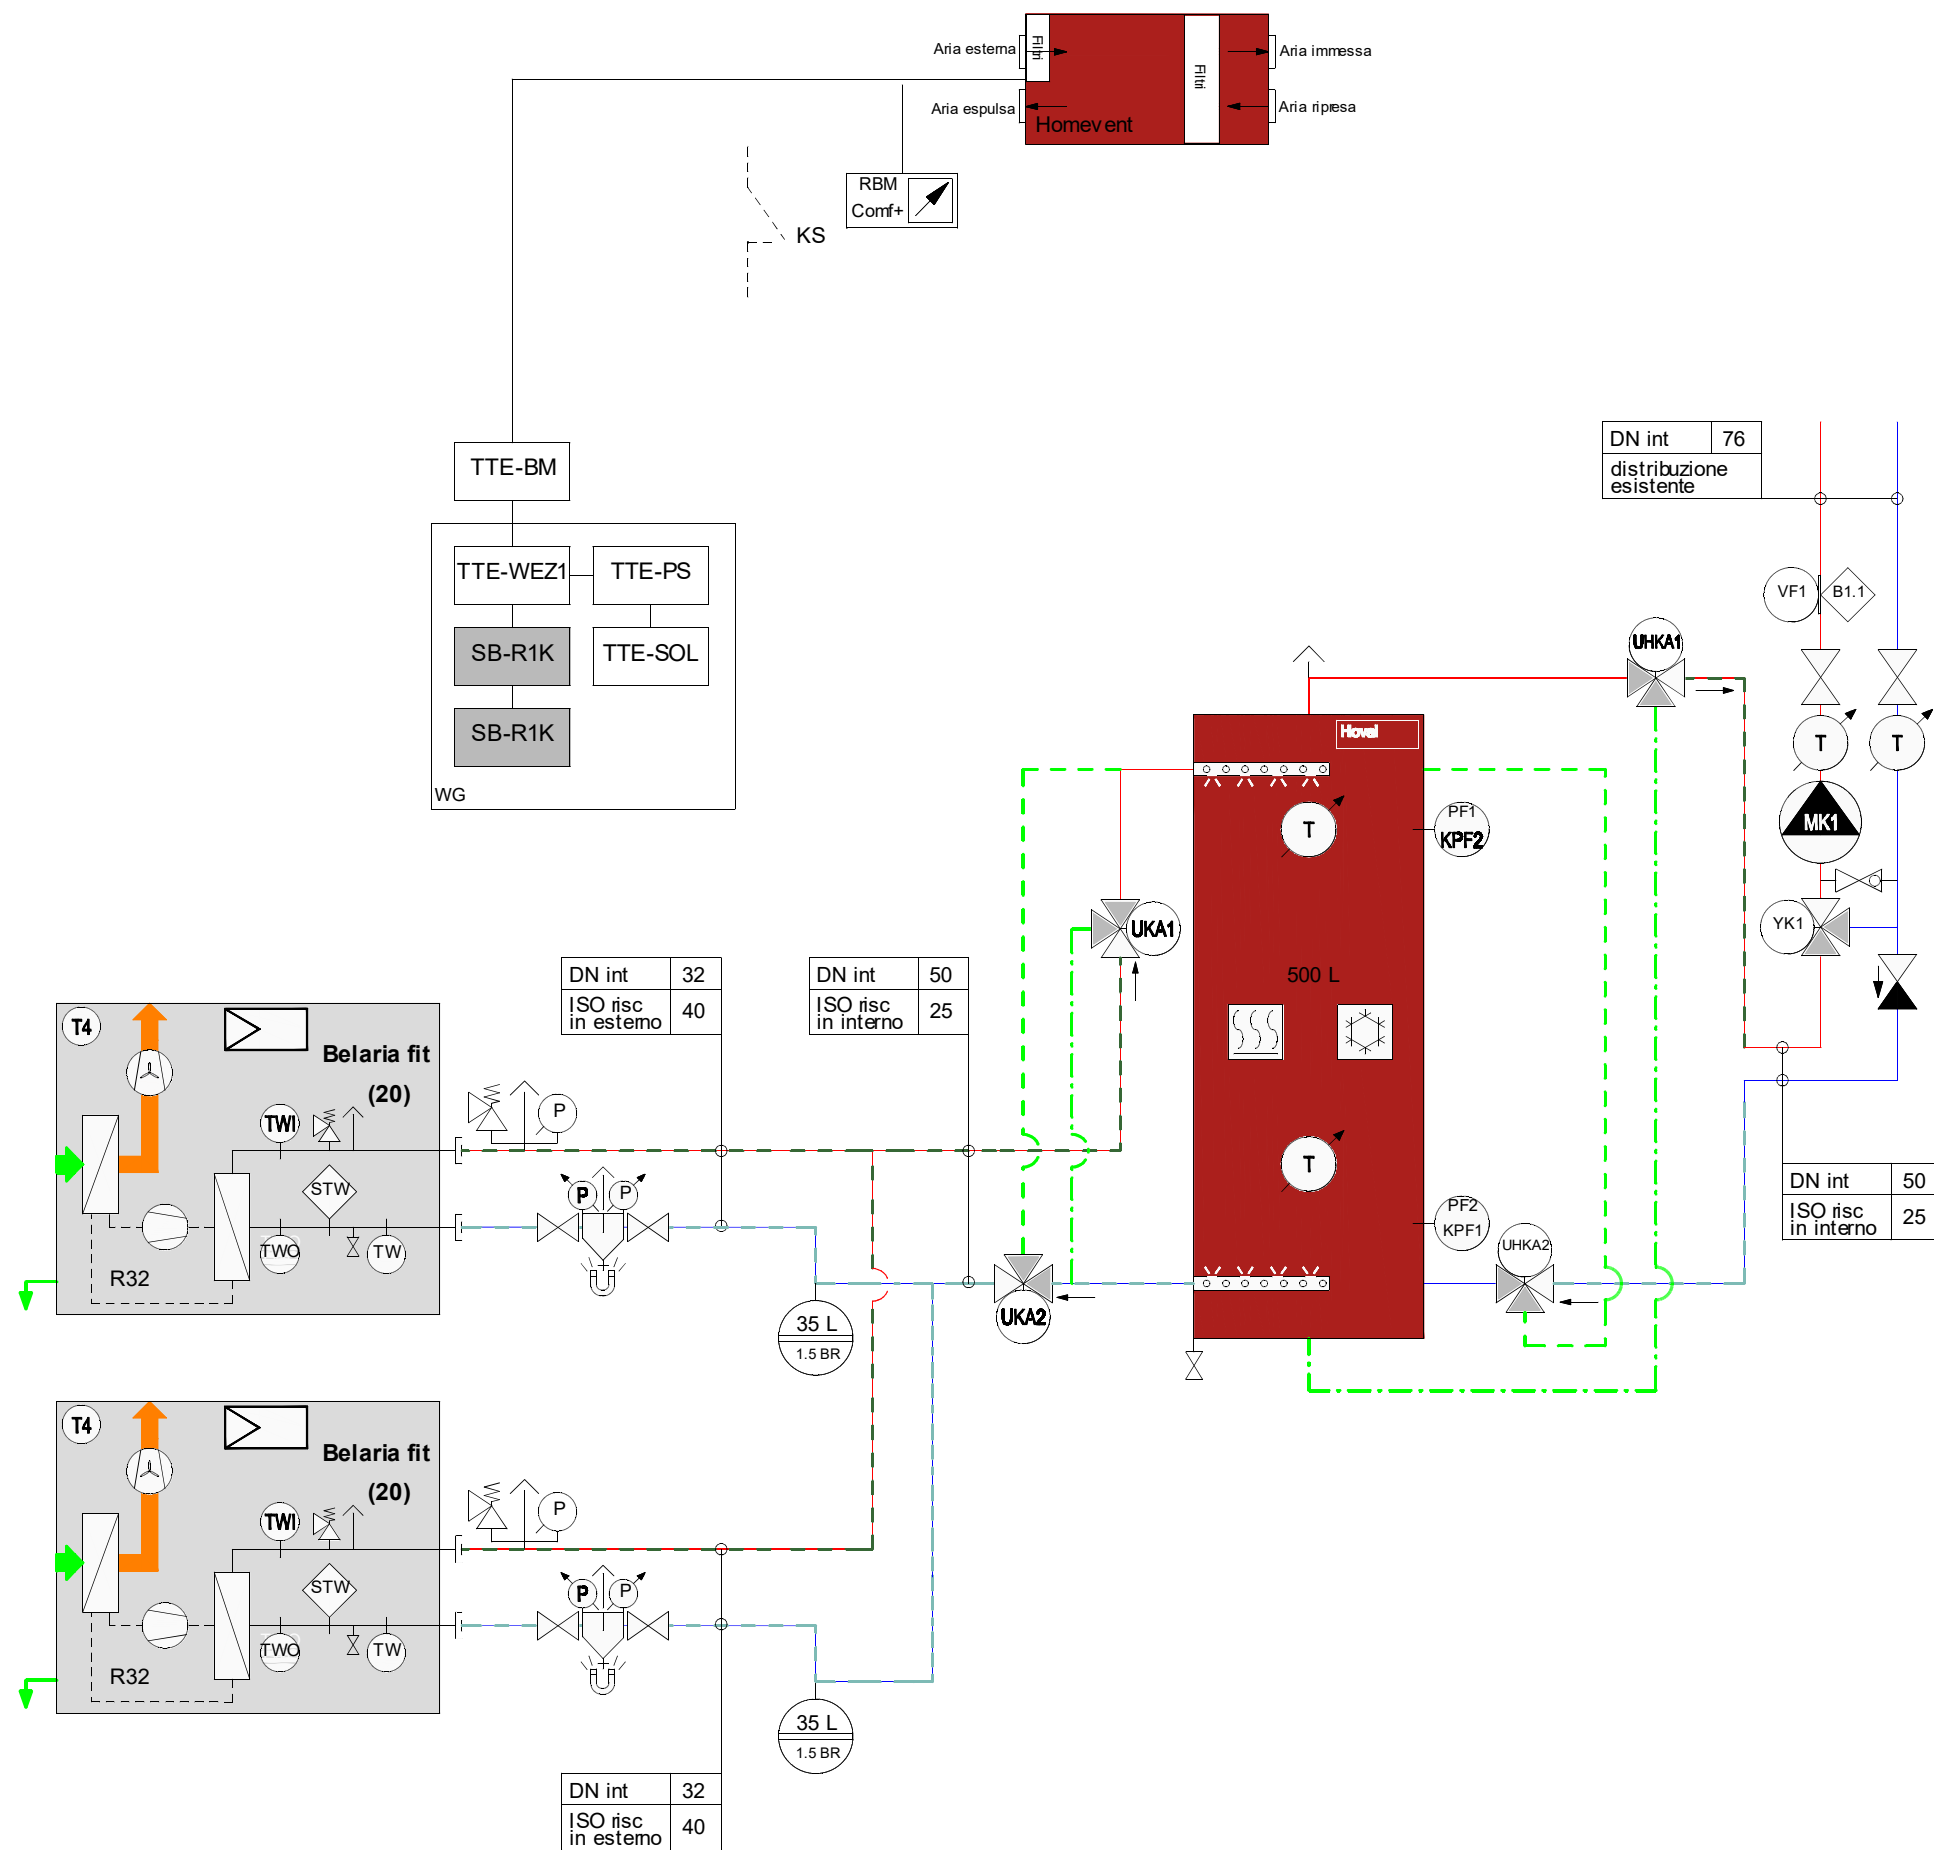 Aria esterna
Filtri
Filtri
Aria immessa
Aria espulsa
Aria ripresa
Homevent
RBM
Comf+
KS
TTE-BM
TTE-WEZ1
TTE-PS
SB-R1K
TTE-SOL
SB-R1K
WG
DN int 76
distribuzione
esistente
VF1
B1.1
UHKA1
T
T
MK1
YK1
Hoval
T
PF1
KPF2
UKA1
500 L
T
PF2
KPF1
UHKA2
UKA2
DN int 50
ISO risc
in interno 25
DN int 32
ISO risc
in esterno 40
DN int 50
ISO risc
in interno 25
T4
Belaria fit
(20)
TWI
STW
TWO
TW
R32
P
P
P
35 L
1.5 BR
T4
Belaria fit
(20)
TWI
STW
TWO
TW
R32
P
P
P
35 L
1.5 BR
DN int 32
ISO risc
in esterno 40